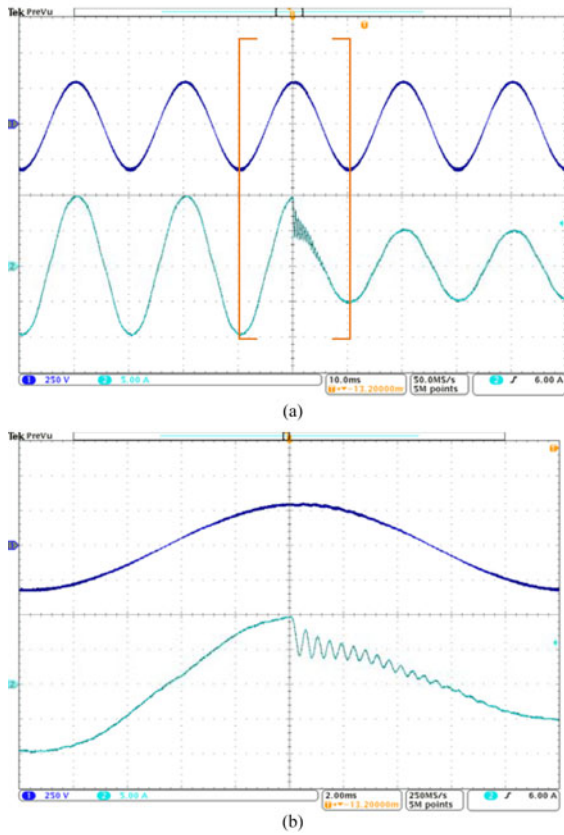 Tek PreVu
1 250 V 2 5.00 A 10.0ms 50.0MS/s 2 6.00 A
-13.20000m 5M points
(a)
Tek PreVu
1 250 V 2 5.00 A 2.00ms 250MS/s 2 6.00 A
-13.20000m 5M points
(b)